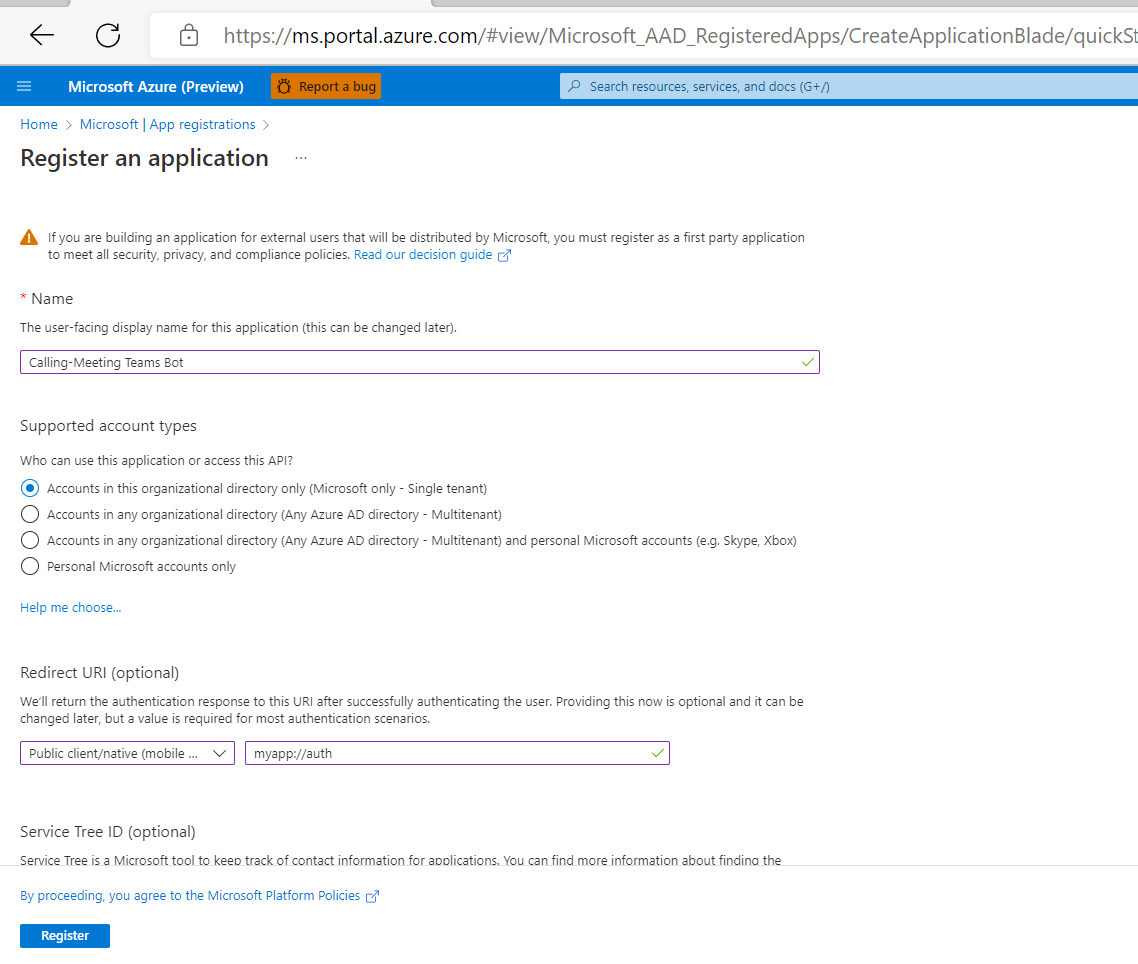 https://ms.portal.azure.com/#view/Microsoft_AAD_RegisteredApps/CreateApplicationBlade/quickSt
Microsoft Azure (Preview)
Report a bug
Search resources, services, and docs (G+/)
Home > Microsoft | App registrations >
Register an application ...
If you are building an application for external users that will be distributed by Microsoft, you must register as a first party application
to meet all security, privacy, and compliance policies. Read our decision guide
* Name
The user-facing display name for this application (this can be changed later).
Calling-Meeting Teams Bot
Supported account types
Who can use this application or access this API?
Accounts in this organizational directory only (Microsoft only - Single tenant)
Accounts in any organizational directory (Any Azure AD directory - Multitenant)
Accounts in any organizational directory (Any Azure AD directory - Multitenant) and personal Microsoft accounts (e.g. Skype, Xbox)
Personal Microsoft accounts only
Help me choose...
Redirect URI (optional)
We'll return the authentication response to this URI after successfully authenticating the user. Providing this now is optional and it can be
changed later, but a value is required for most authentication scenarios.
Public client/native (mobile ...
myapp://auth
Service Tree ID (optional)
Service Tree is a Microsoft tool to keep track of contact information for applications. You can find more information about finding the
By proceeding, you agree to the Microsoft Platform Policies
Register